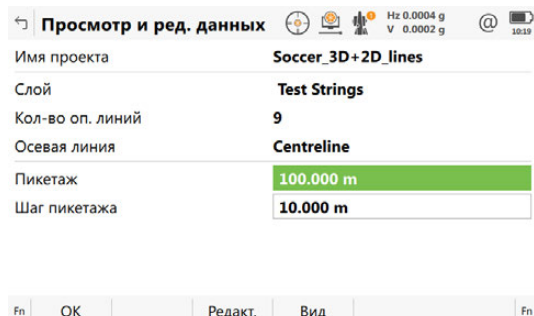 Просмотр и ред. данных
Hz 0.0004 g
V 0.0002 g
@
10:19
Имя проекта Soccer_3D+2D_lines
Слой Test Strings
Кол-во оп. линий 9
Осевая линия Centreline
Пикетаж 100.000 m
Шаг пикетажа 10.000 m
Fn OK Редакт. Вид Fn